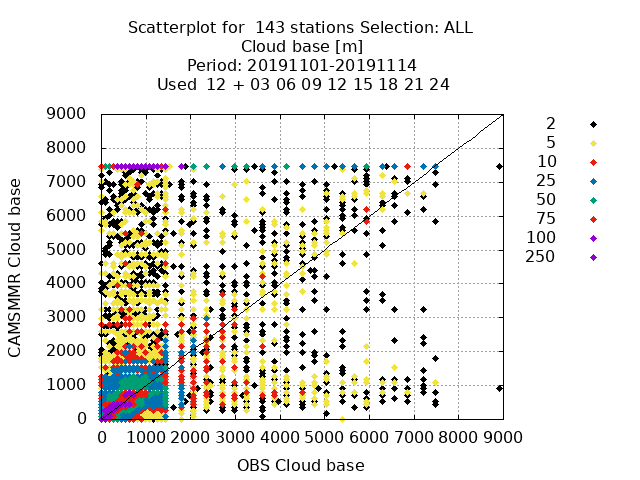 Scatterplot for  143 stations Selection: ALL
Cloud base [m]
Period: 20191101-20191114
Used  12 + 03 06 09 12 15 18 21 24
9000
8000
7000
6000
5000
4000
3000
2000
1000
0
CAMSIMMR Cloud base
0 1000 2000 3000 4000 5000 6000 7000 8000 9000
OBS Cloud base
2
5
10
25
50
75
100
250